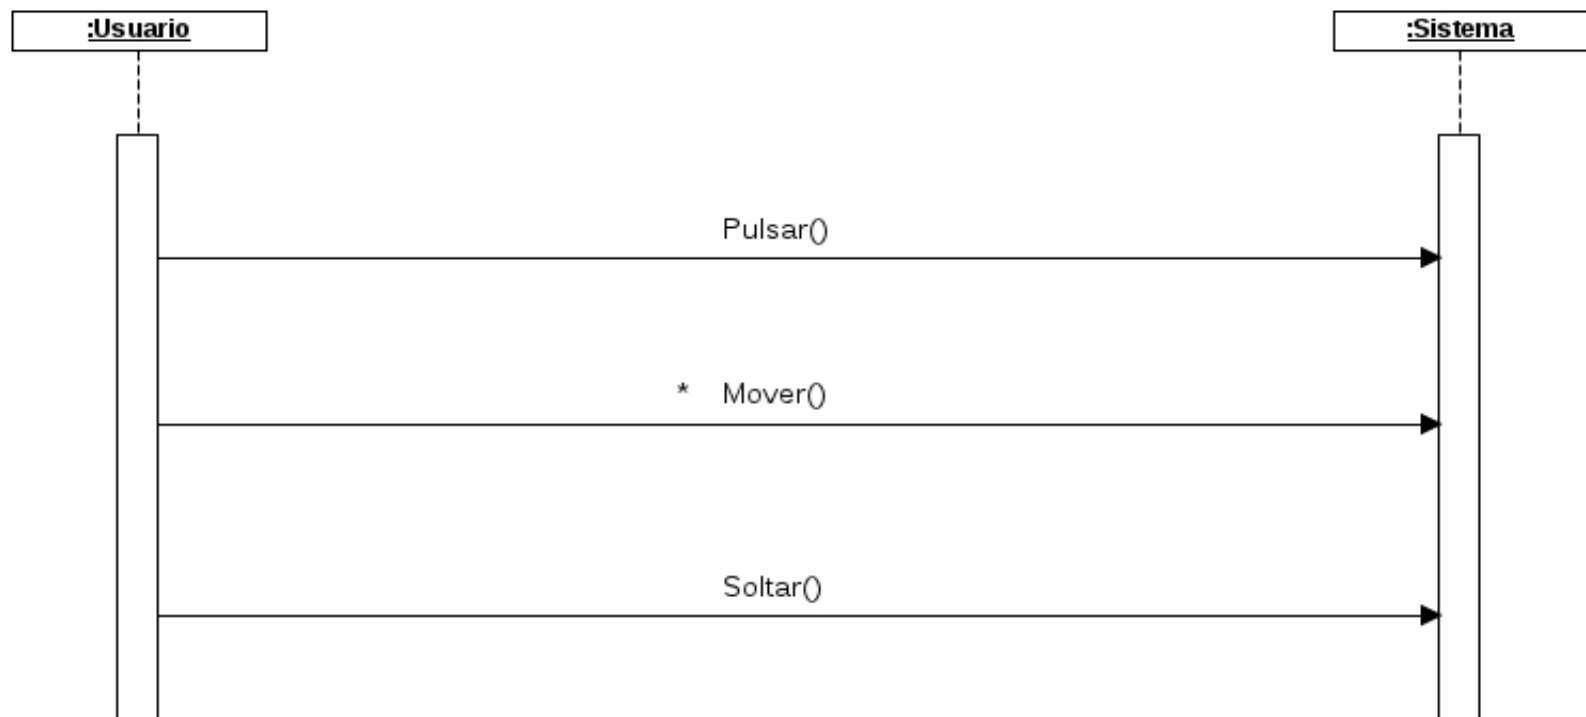 :Usuario
:Sistema
Pulsar()
* Mover()
Soltar()